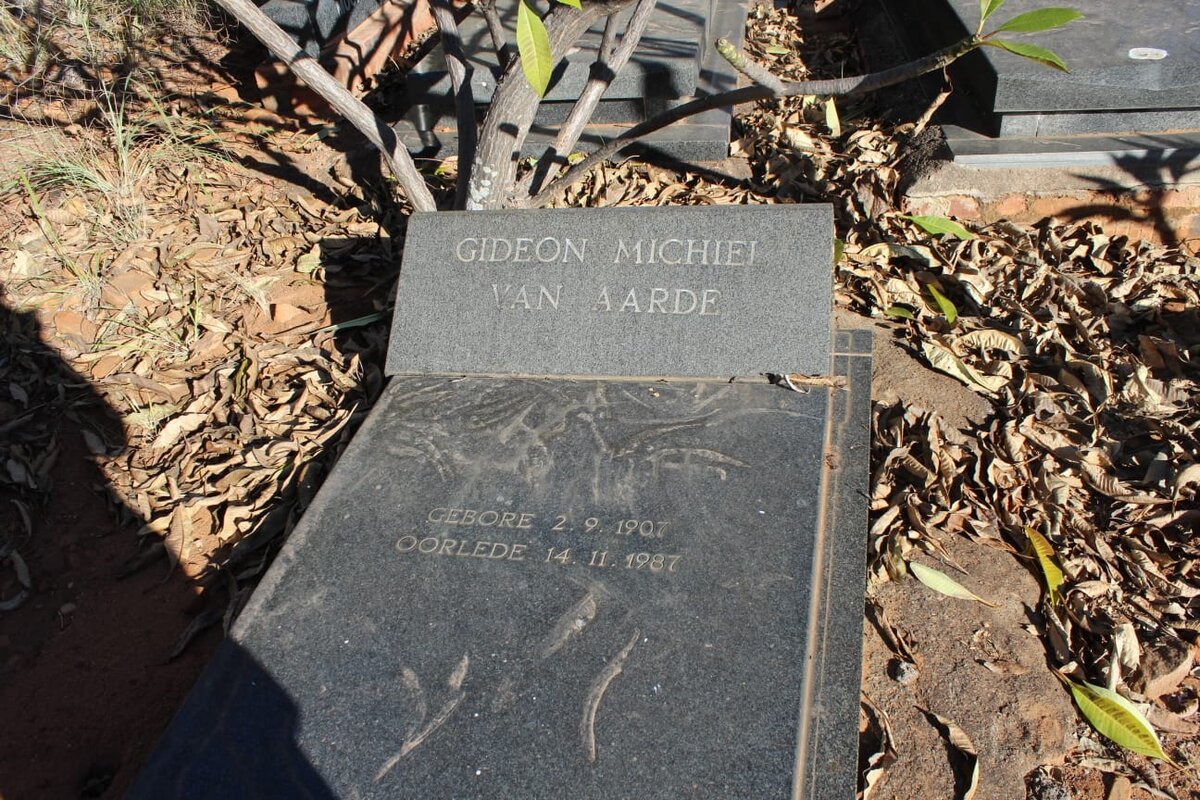 GIDEON MICHIEL
VAN AARDE
GEBORE 2.9.1907
OORLEDE 14.11.1987